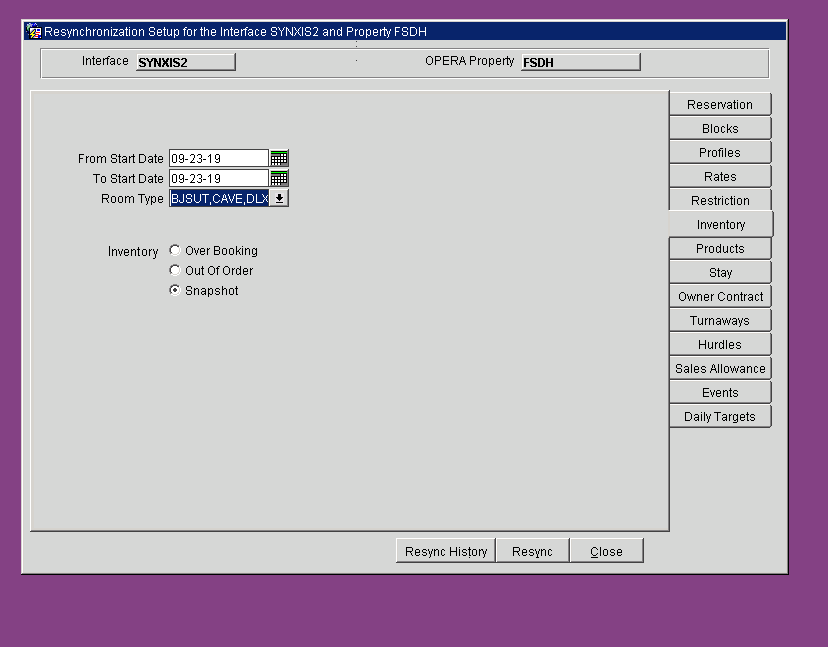 Resynchronization Setup for the Interface SYNXIS2 and Property FSDH
Interface SYNXIS2 OPERA Property FSDH
From Start Date 09-23-19
To Start Date 09-23-19
Room Type BJSUT,CAVE,DLX
Inventory Over Booking
Out Of Order
Snapshot
Reservation
Blocks
Profiles
Rates
Restriction
Inventory
Products
Stay
Owner Contract
Turnaways
Hurdles
Sales Allowance
Events
Daily Targets
Resync History Resync Close